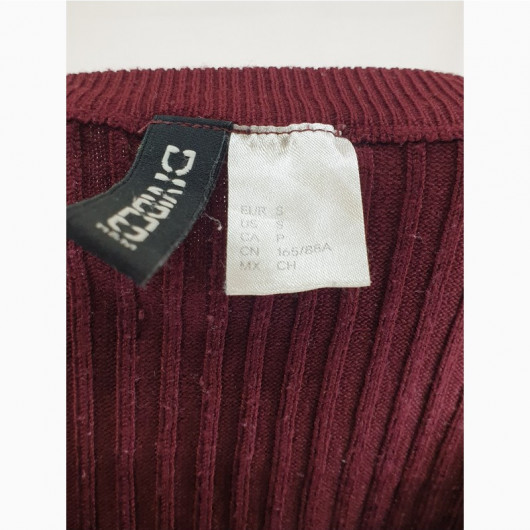 DIVIDED
EUR S
US S
CA P
CN 165/88A
MX CH